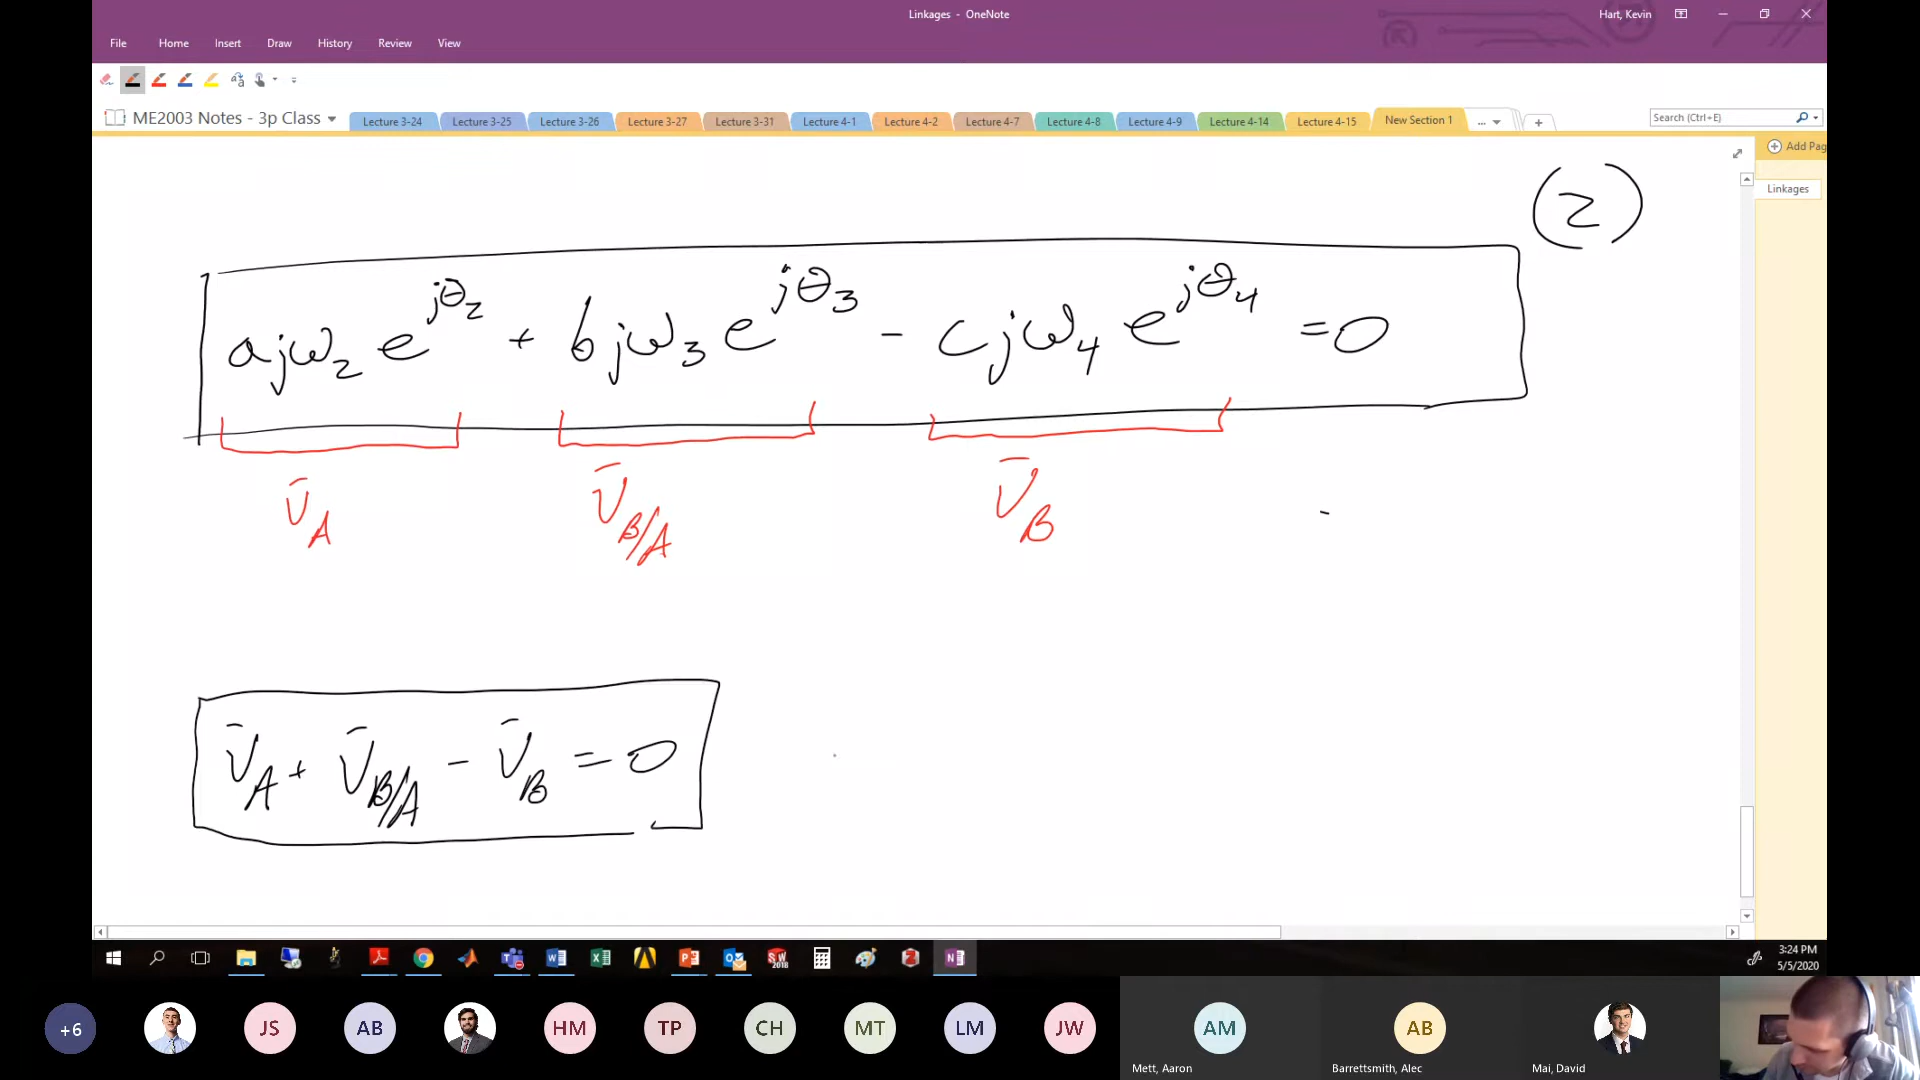 Linkages - OneNote
Hart, Kevin
File Home Insert Draw History Review View
ME2003 Notes - 3p Class
Lecture 3-24 Lecture 3-25 Lecture 3-26 Lecture 3-27 Lecture 3-31 Lecture 4-1 Lecture 4-2 Lecture 4-7 Lecture 4-8 Lecture 4-9 Lecture 4-14 Lecture 4-15 New Section 1 ...
Search (Ctrl+E)
Add Pag
Linkages
(2)
ajω₂ e^{jθ₂} + bjω₃ e^{jθ₃} - cjω₄ e^{jθ₄} = 0
V̄_A V̄_{B/A} V̄_B
V̄_A + V̄_{B/A} - V̄_B = 0
3:24 PM
5/5/2020
+6 JS AB HM TP CH MT LM JW AM AB
Mett, Aaron Barrettsmith, Alec Mai, David